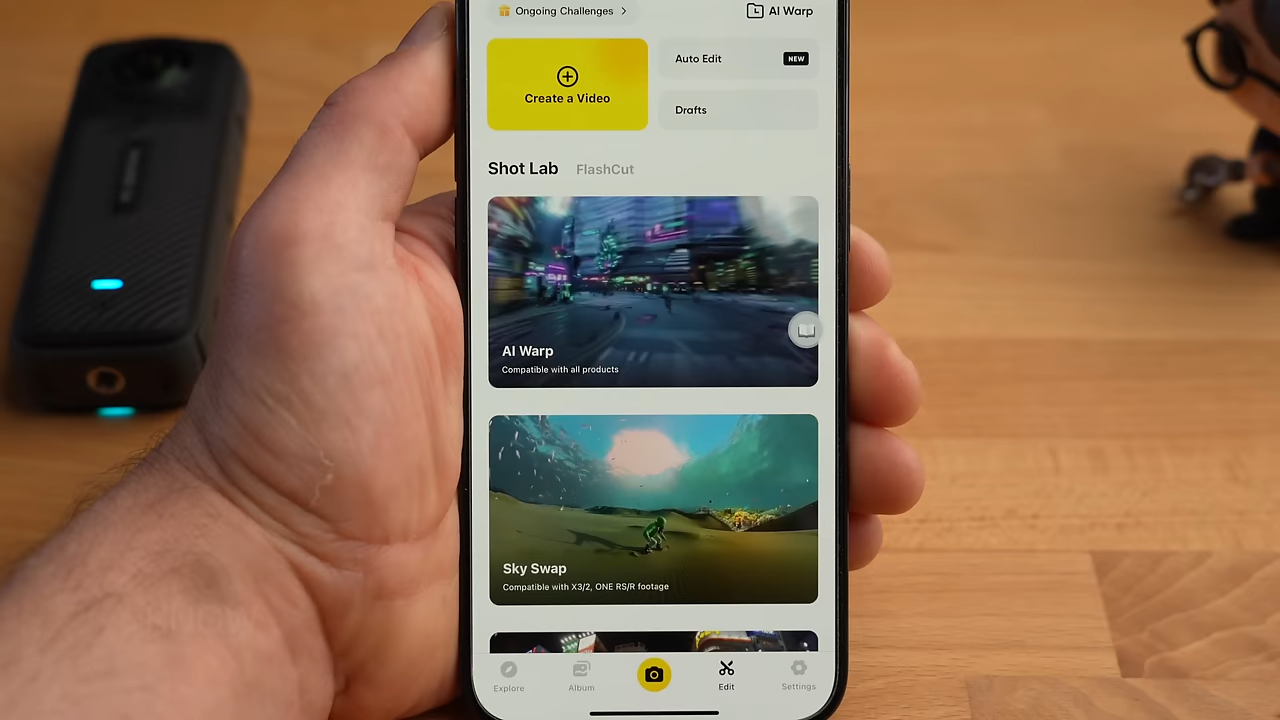 Ongoing Challenges
AI Warp
Create a Video
Auto Edit
NEW
Drafts
Shot Lab
FlashCut
AI Warp
Compatible with all products
Sky Swap
Compatible with X3/2, ONE RS/R footage
Explore
Album
Edit
Settings